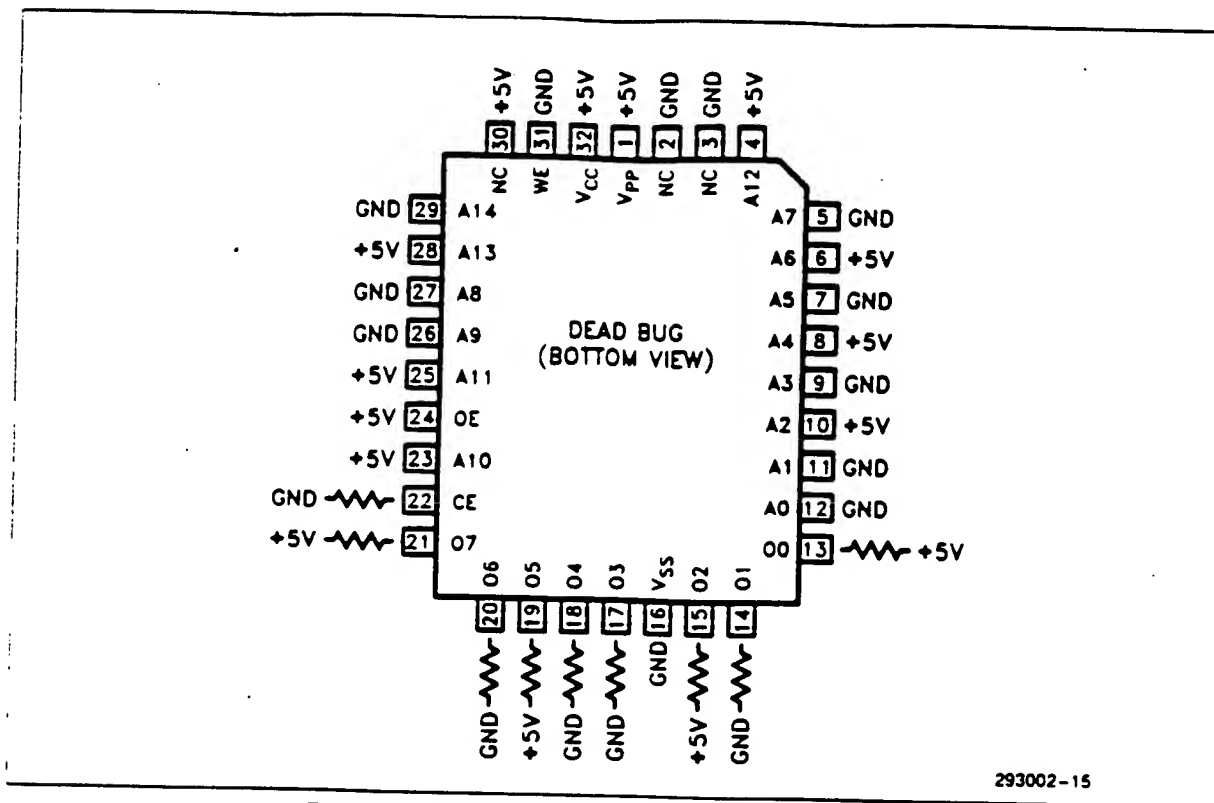 +5V GND +5V +5V GND GND +5V
30 31 32 1 2 3 4
NC WE VCC VPP NC NC A12
GND 29 A14
+5V 28 A13
GND 27 A8
GND 26 A9
+5V 25 A11
+5V 24 OE
+5V 23 A10
GND 22 CE
+5V 21 O7
DEAD BUG
(BOTTOM VIEW)
A7 5 GND
A6 6 +5V
A5 7 GND
A4 8 +5V
A3 9 GND
A2 10 +5V
A1 11 GND
A0 12 GND
O0 13 +5V
O6 O5 O4 O3 VSS O2 O1
20 19 18 17 16 15 14
GND +5V GND GND GND +5V GND
293002-15